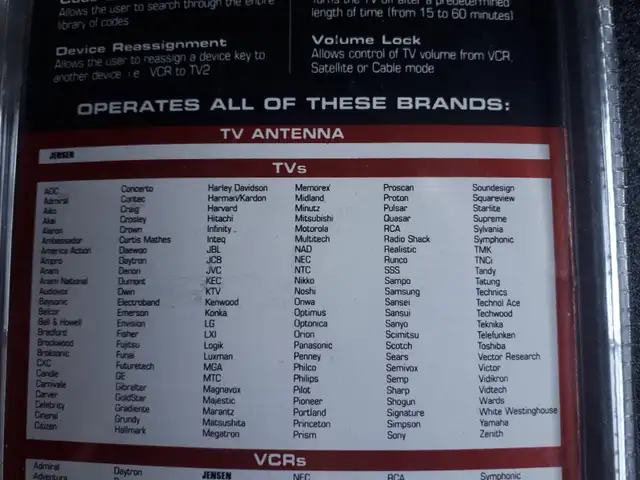 Allows the user to search through the entire
library of codes
Device Reassignment
Allows the user to reassign a device key to
another device i.e VCR to TV2
Turns the TV off after a predetermined
length of time (from 15 to 60 minutes)
Volume Lock
Allows control of TV volume from VCR,
Satellite or Cable mode
OPERATES ALL OF THESE BRANDS:
TV ANTENNA
JENSEN
TVs
AOC
Admiral
Aiko
Akai
Alaron
Ambassador
America Action
Ampro
Anam
Anam National
Audiovox
Baysonic
Belcor
Bell & Howell
Bradford
Brockwood
Broksonic
CXC
Candle
Carnivale
Carver
Celebrity
Cineral
Citizen
Concerto
Contec
Craig
Crosley
Crown
Curtis Mathes
Daewoo
Daytron
Denon
Dumont
Dwin
Electroband
Emerson
Envision
Fisher
Fujitsu
Funai
Futuretech
GE
Gibralter
GoldStar
Gradiente
Grundy
Hallmark
Harley Davidson
Harman/Kardon
Harvard
Hitachi
Infinity
Inteq
JBL
JCB
JVC
KEC
KTV
Kenwood
Konka
LG
LXI
Logik
Luxman
MGA
MTC
Magnavox
Majestic
Marantz
Matsushita
Megatron
Memorex
Midland
Minutz
Mitsubishi
Motorola
Multitech
NAD
NEC
NTC
Nikko
Noshi
Onwa
Optimus
Optonica
Orion
Panasonic
Penney
Philco
Philips
Pilot
Pioneer
Portland
Princeton
Prism
Proscan
Proton
Pulsar
Quasar
RCA
Radio Shack
Realistic
Runco
SSS
Sampo
Samsung
Sansei
Sansui
Sanyo
Scimitsu
Scotch
Sears
Semivox
Semp
Sharp
Shogun
Signature
Simpson
Sony
Soundesign
Squareview
Starlite
Supreme
Sylvania
Symphonic
TMK
TNCi
Tandy
Tatung
Technics
Technol Ace
Techwood
Teknika
Telefunken
Toshiba
Vector Research
Victor
Vidikron
Vidtech
Wards
White Westinghouse
Yamaha
Zenith
VCRs
Admiral
Adventura
Daytron
JENSEN
NEC
RCA
Symphonic